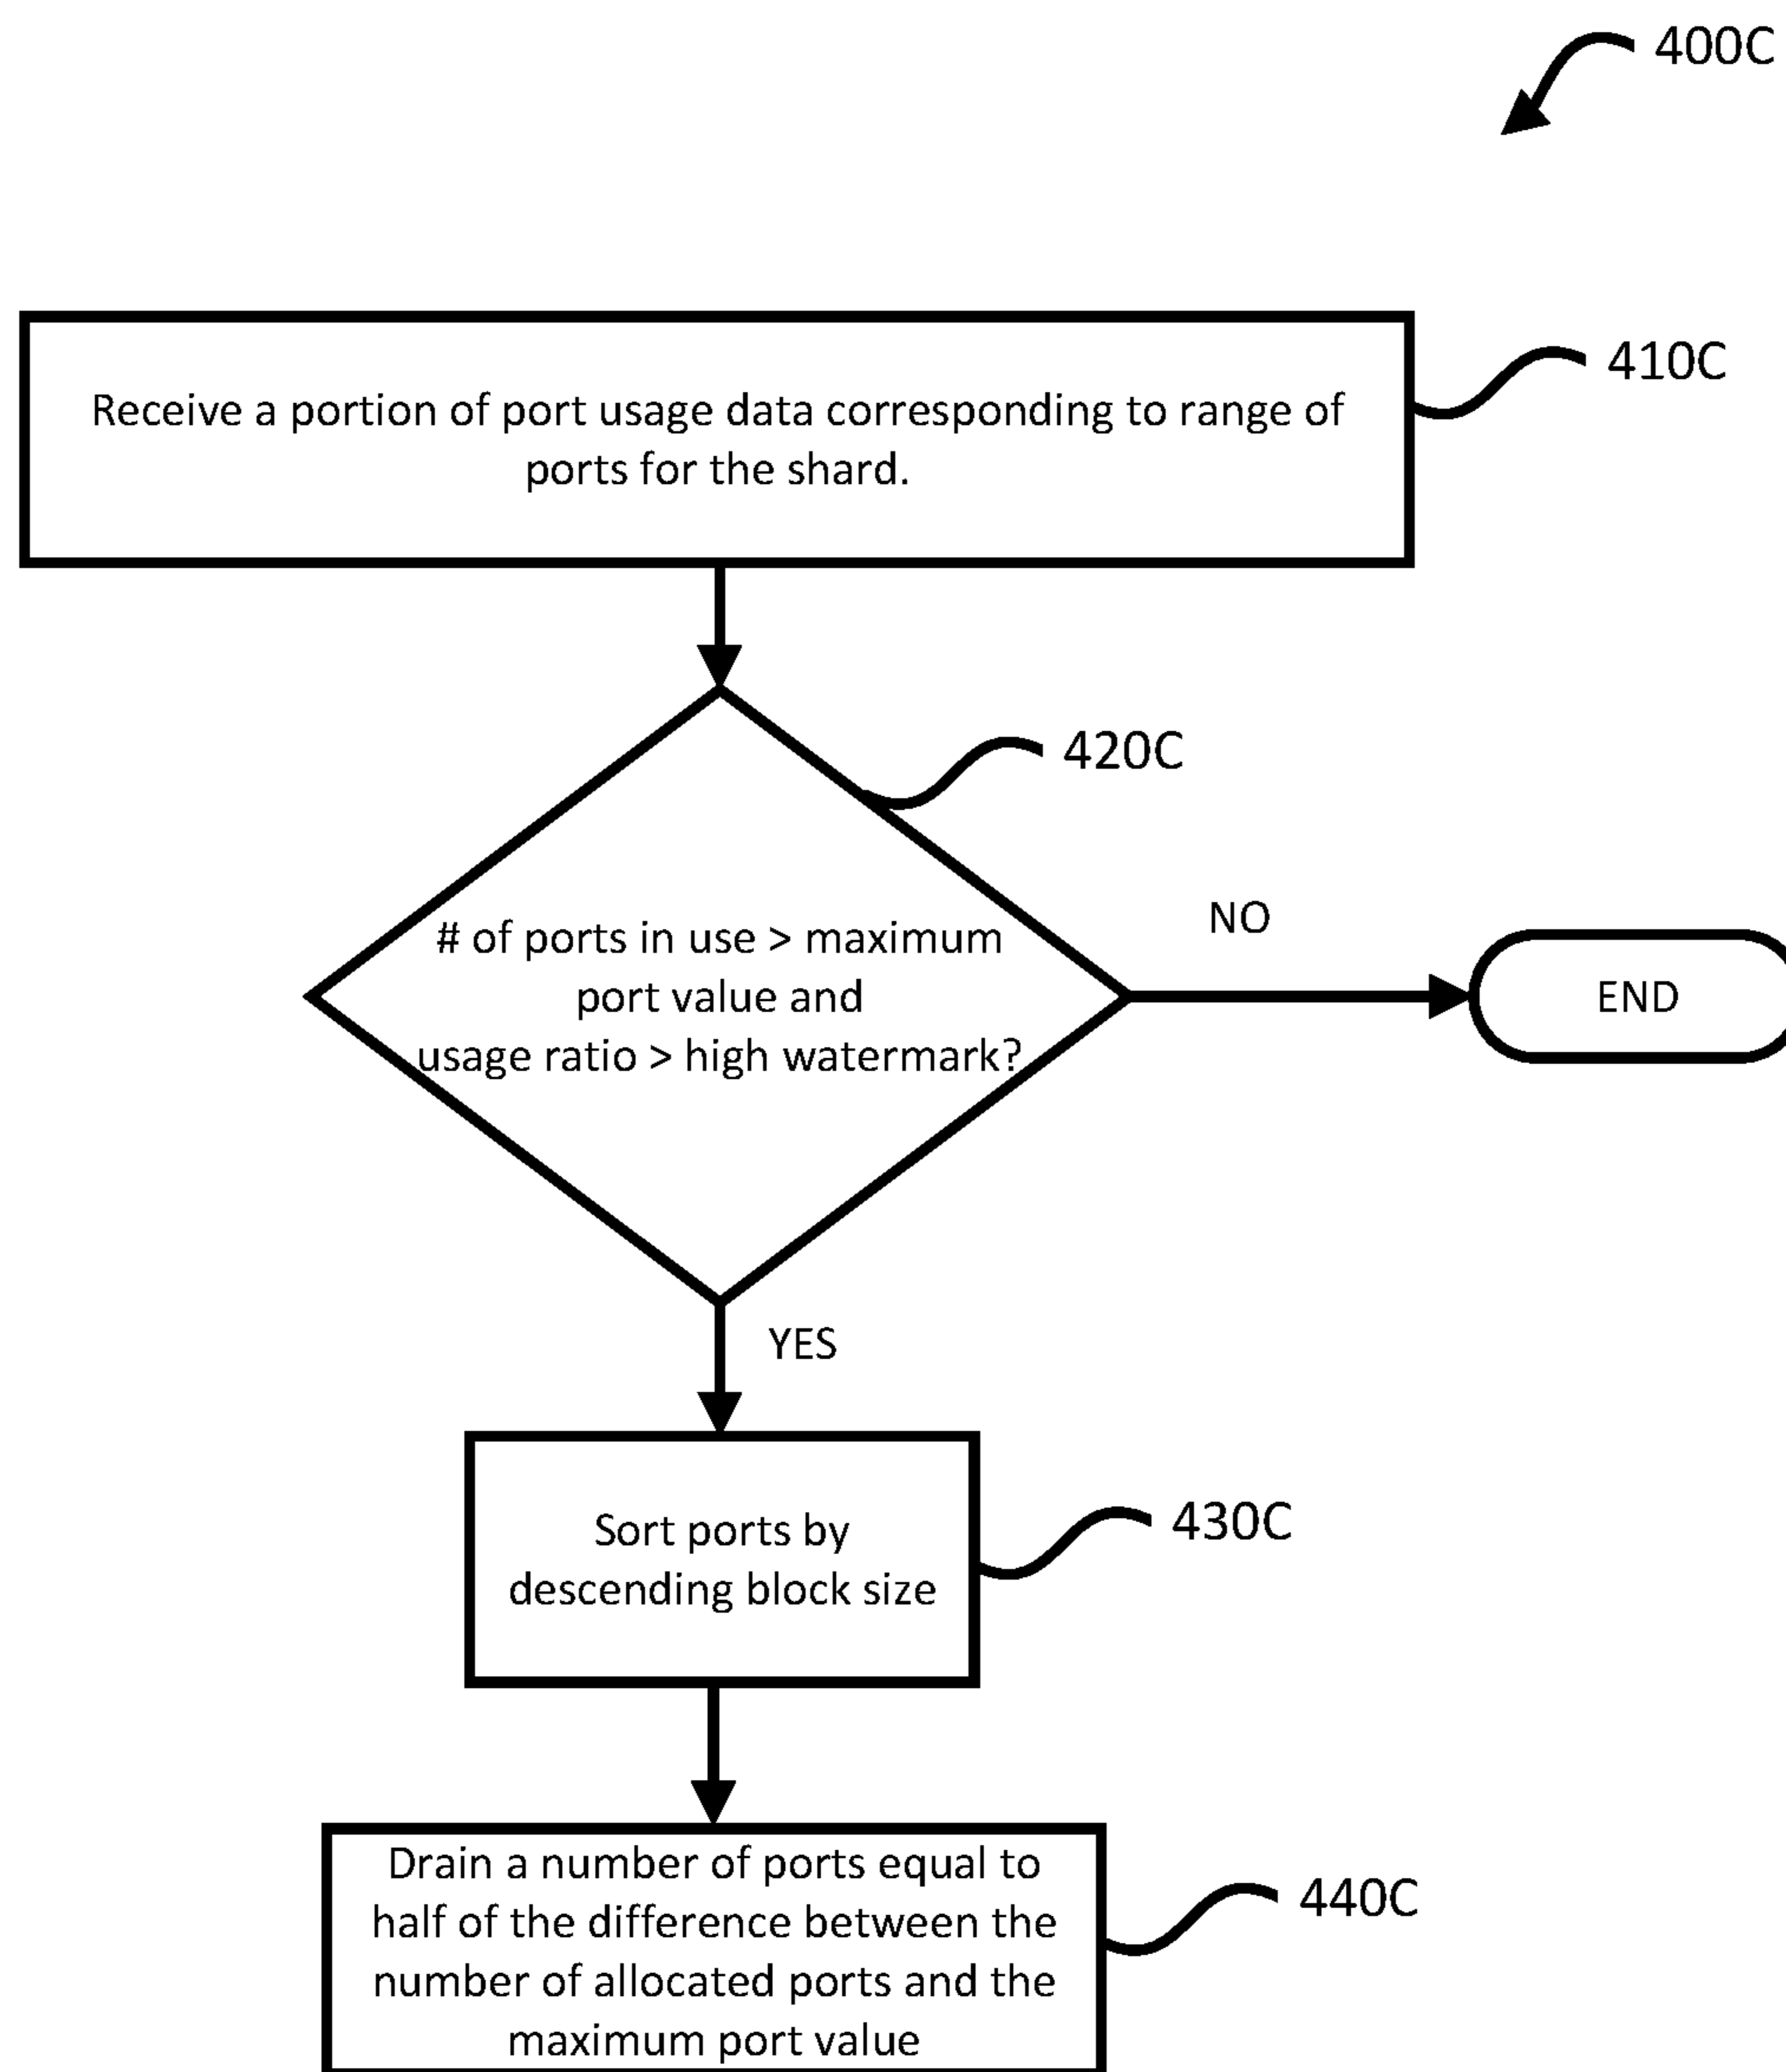 400C
Receive a portion of port usage data corresponding to range of
ports for the shard.
410C
420C
# of ports in use > maximum
port value and
usage ratio > high watermark?
NO
END
YES
Sort ports by
descending block size
430C
Drain a number of ports equal to
half of the difference between the
number of allocated ports and the
maximum port value
440C